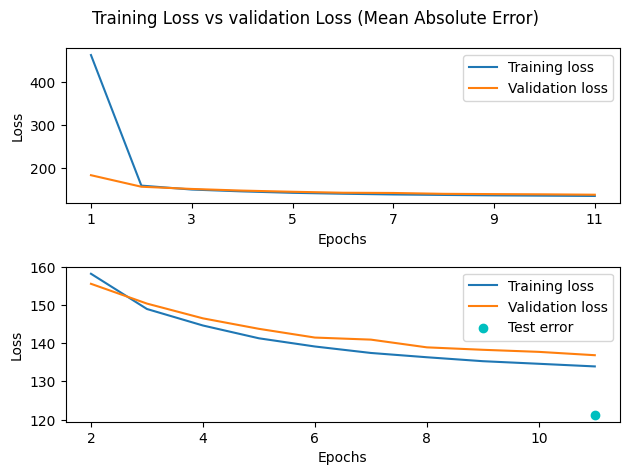 Training Loss vs validation Loss (Mean Absolute Error)
Training loss
Validation loss
400
300
200
Loss
1 3 5 7 9 11
Epochs
Training loss
Validation loss
Test error
160
150
140
130
120
Loss
2 4 6 8 10
Epochs